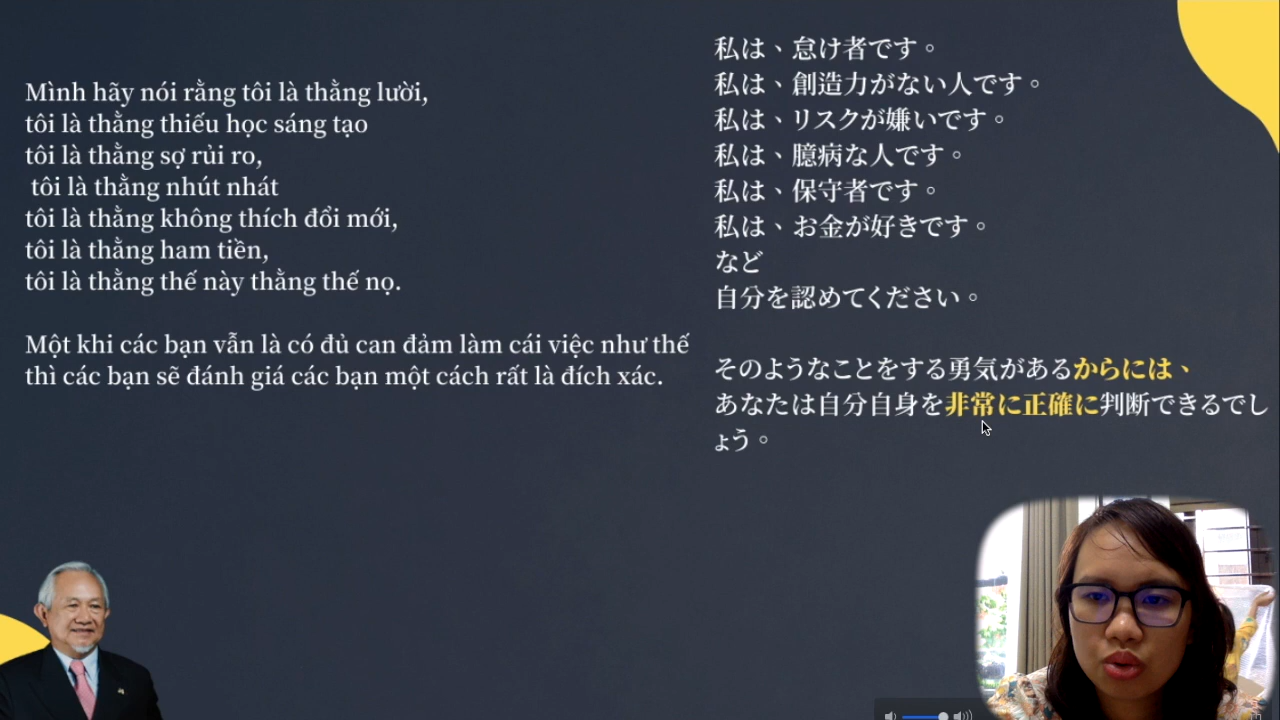 Mình hãy nói rằng tôi là thằng lười,
tôi là thằng thiếu học sáng tạo
tôi là thằng sợ rủi ro,
tôi là thằng nhút nhát
tôi là thằng không thích đổi mới,
tôi là thằng ham tiền,
tôi là thằng thế này thằng thế nọ.
Một khi các bạn vẫn là có đủ can đảm làm cái việc như thế
thì các bạn sẽ đánh giá các bạn một cách rất là đích xác.
私は、怠け者です。
私は、創造力がない人です。
私は、リスクが嫌いです。
私は、臆病な人です。
私は、保守者です。
私は、お金が好きです。
など
自分を認めてください。
そのようなことをする勇気があるからには、
あなたは自分自身を非常に正確に判断できるでし
ょう。